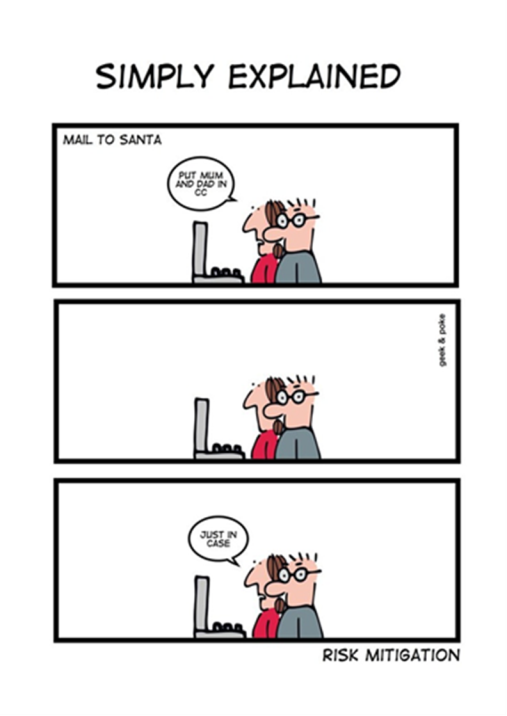 SIMPLY EXPLAINED
MAIL TO SANTA
PUT MUM
AND DAD IN
CC
geek & poke
JUST IN
CASE
RISK MITIGATION